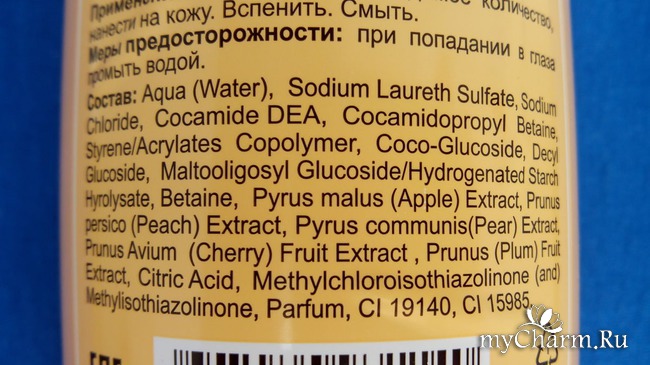 количество,
нанести на кожу. Вспенить. Смыть.
Меры предосторожности: при попадании в глаза
промыть водой.
Состав: Aqua (Water), Sodium Laureth Sulfate, Sodium
Chloride, Cocamide DEA, Cocamidopropyl Betaine,
Styrene/Acrylates Copolymer, Coco-Glucoside, Decyl
Glucoside, Maltooligosyl Glucoside/Hydrogenated Starch
Hyrolysate, Betaine, Pyrus malus (Apple) Extract, Prunus
persico (Peach) Extract, Pyrus communis(Pear) Extract,
Prunus Avium (Cherry) Fruit Extract , Prunus (Plum) Fruit
Extract, Citric Acid, Methylchloroisothiazolinone (and)
Methylisothiazolinone, Parfum, CI 19140, CI 15985.
myCharm.Ru